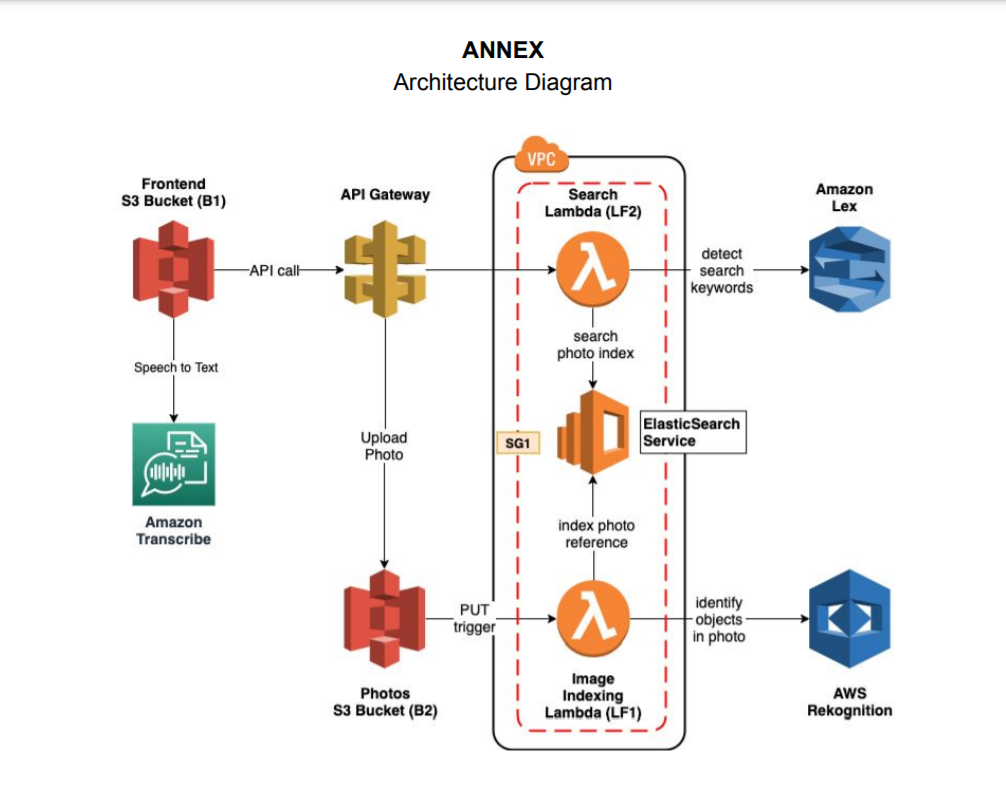 ANNEX
Architecture Diagram
VPC
Frontend
S3 Bucket (B1)
API Gateway
Search
Lambda (LF2)
Amazon
Lex
API call
detect
search
keywords
search
photo index
Speech to Text
Upload
Photo
SG1
ElasticSearch
Service
Amazon
Transcribe
index photo
reference
PUT
trigger
identify
objects
in photo
Photos
S3 Bucket (B2)
Image
Indexing
Lambda (LF1)
AWS
Rekognition